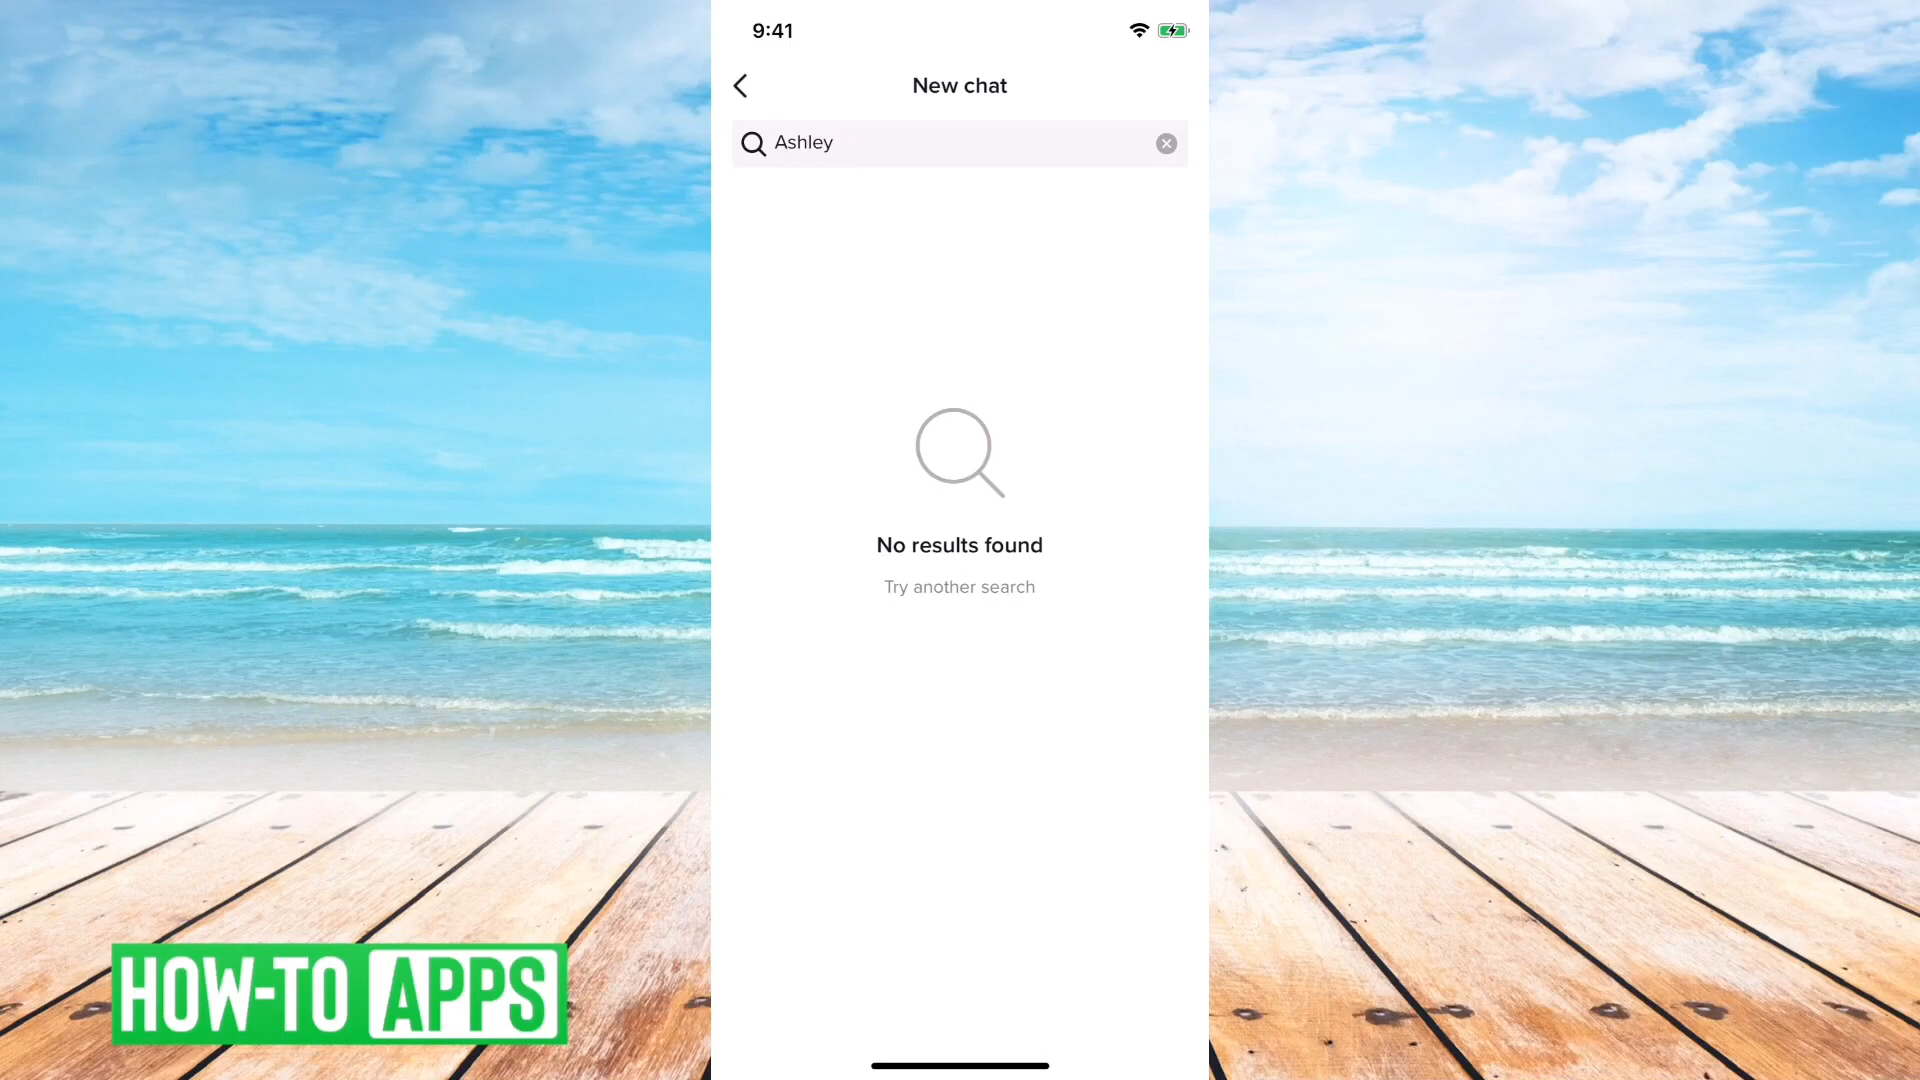 9:41
New chat
Ashley
No results found
Try another search
HOW-TO APPS